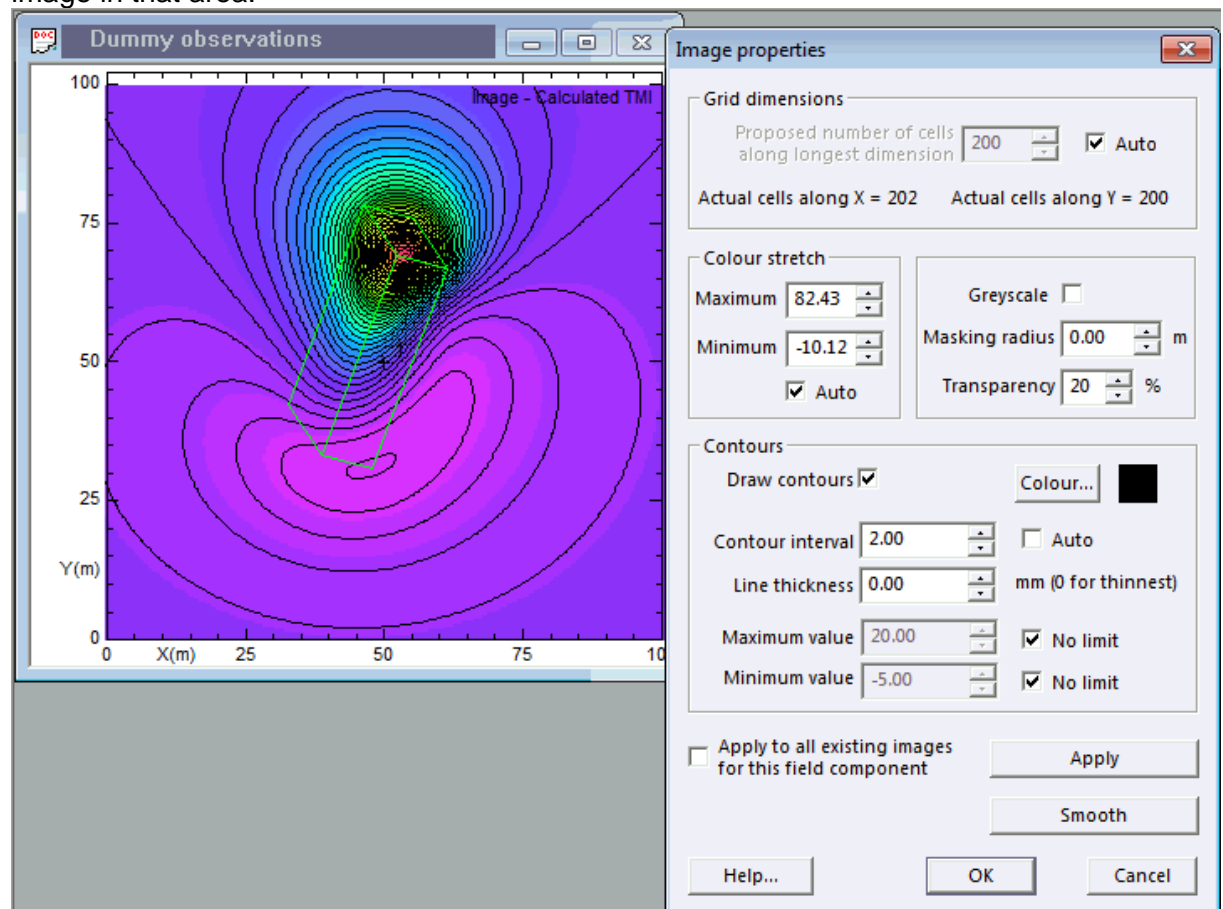 image in that area.
DOC
Dummy observations
Image - Calculated TMI
100
75
50
25
Y(m)
0
0 X(m) 25 50 75 10
Image properties
Grid dimensions
Proposed number of cells
along longest dimension
200
Auto
Actual cells along X = 202 Actual cells along Y = 200
Colour stretch
Maximum 82.43
Minimum -10.12
Auto
Greyscale
Masking radius 0.00 m
Transparency 20 %
Contours
Draw contours
Colour...
Contour interval 2.00 Auto
Line thickness 0.00 mm (0 for thinnest)
Maximum value 20.00 No limit
Minimum value -5.00 No limit
Apply to all existing images
for this field component
Apply
Smooth
Help... OK Cancel